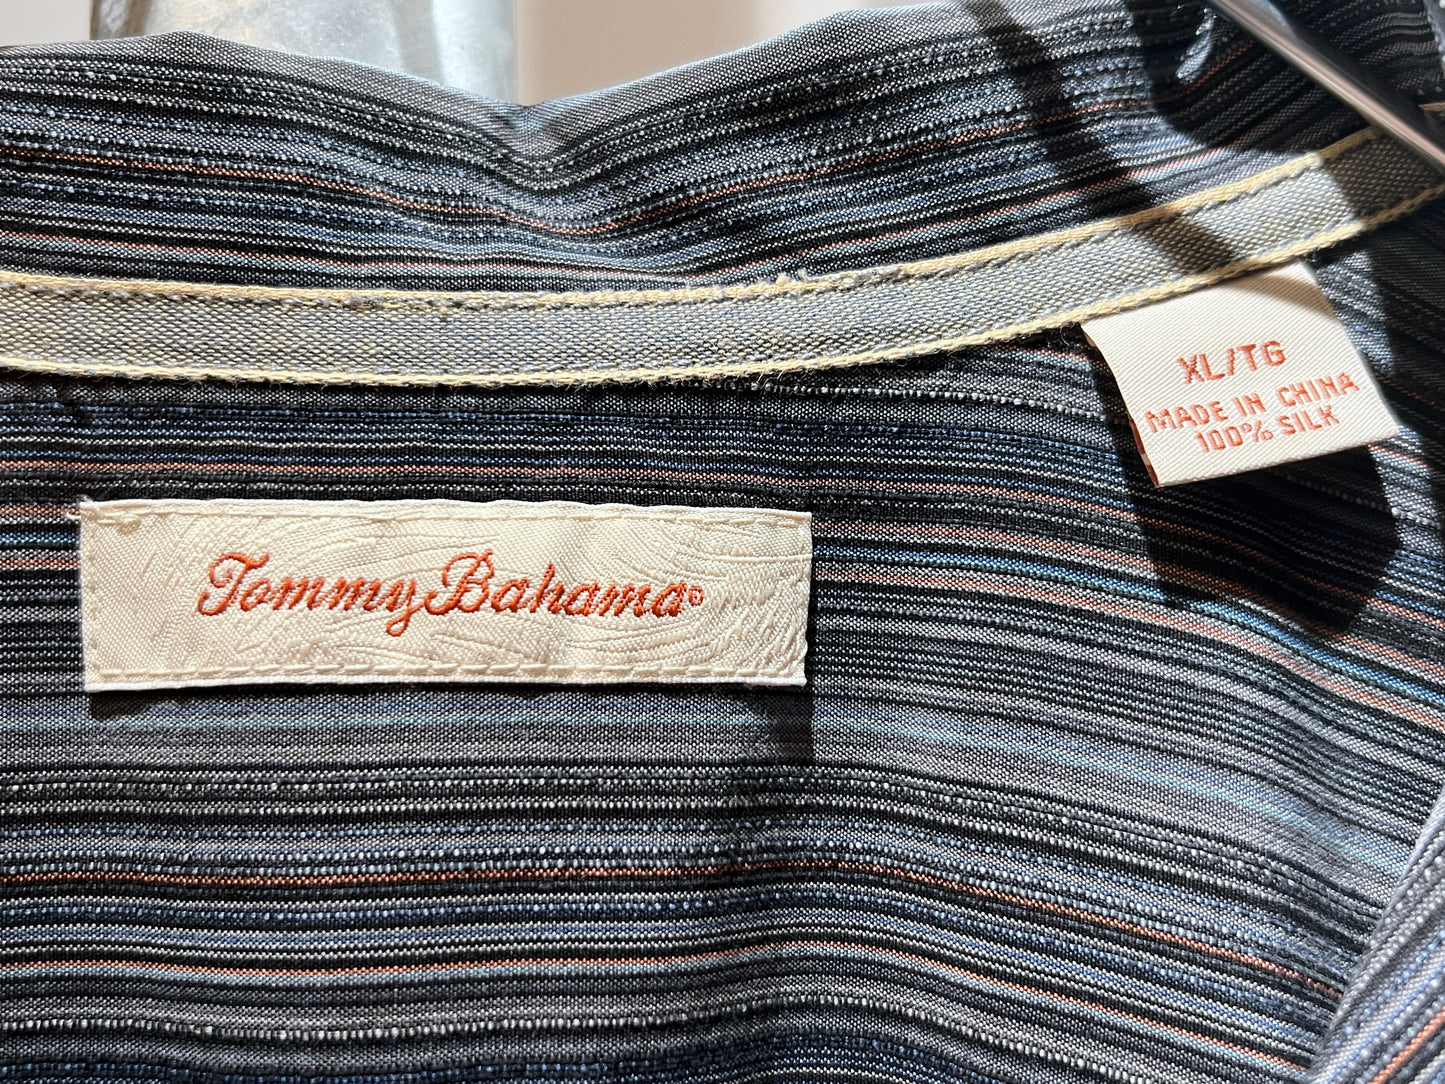 XL/TG
MADE IN CHINA
100% SILK
Tommy Bahama®